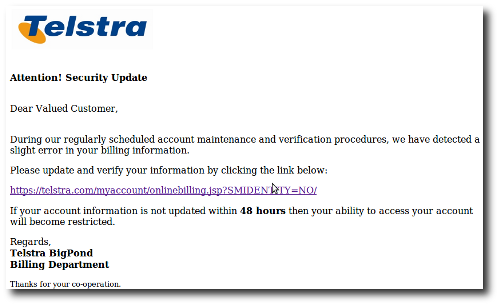 Telstra
Attention! Security Update
Dear Valued Customer,
During our regularly scheduled account maintenance and verification procedures, we have detected a
slight error in your billing information.
Please update and verify your information by clicking the link below:
https://telstra.com/myaccount/onlinebilling.jsp?SMIDENTITY=NO/
If your account information is not updated within 48 hours then your ability to access your account
will become restricted.
Regards,
Telstra BigPond
Billing Department
Thanks for your co-operation.